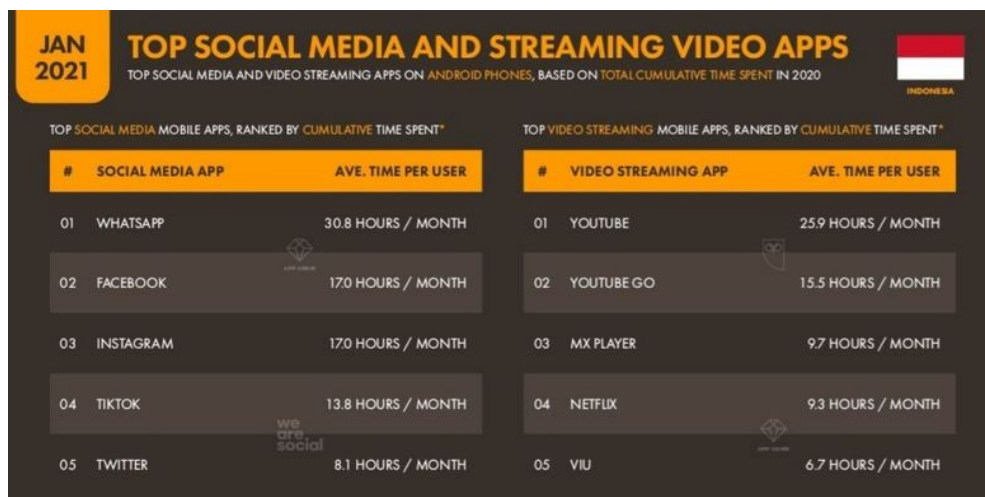 JAN
2021
TOP SOCIAL MEDIA AND STREAMING VIDEO APPS
TOP SOCIAL MEDIA AND VIDEO STREAMING APPS ON ANDROID PHONES, BASED ON TOTAL CUMULATIVE TIME SPENT IN 2020
INDONESIA
TOP SOCIAL MEDIA MOBILE APPS, RANKED BY CUMULATIVE TIME SPENT*
# SOCIAL MEDIA APP AVE. TIME PER USER
01 WHATSAPP 30.8 HOURS / MONTH
02 FACEBOOK 17.0 HOURS / MONTH
03 INSTAGRAM 17.0 HOURS / MONTH
04 TIKTOK 13.8 HOURS / MONTH
we
are
social
05 TWITTER 8.1 HOURS / MONTH
TOP VIDEO STREAMING MOBILE APPS, RANKED BY CUMULATIVE TIME SPENT*
# VIDEO STREAMING APP AVE. TIME PER USER
01 YOUTUBE 25.9 HOURS / MONTH
02 YOUTUBE GO 15.5 HOURS / MONTH
03 MX PLAYER 9.7 HOURS / MONTH
04 NETFLIX 9.3 HOURS / MONTH
05 VIU 6.7 HOURS / MONTH